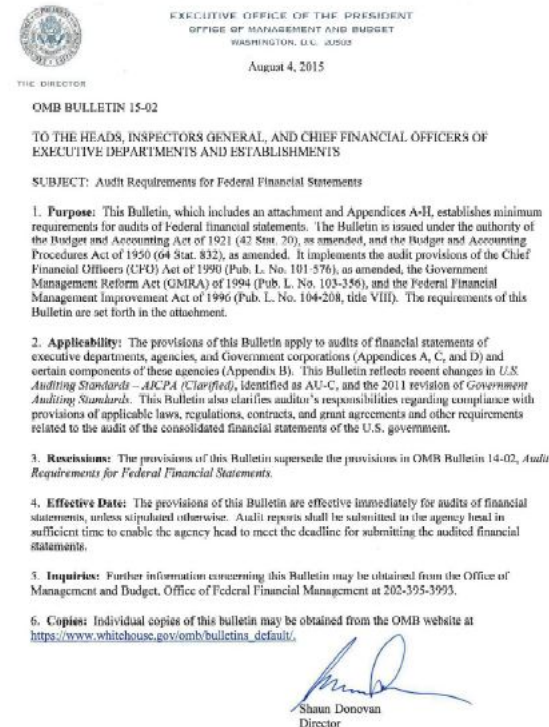 EXECUTIVE OFFICE OF THE PRESIDENT
OFFICE OF MANAGEMENT AND BUDGET
WASHINGTON, D.C. 20503
August 4, 2015
THE DIRECTOR
OMB BULLETIN 15-02
TO THE HEADS, INSPECTORS GENERAL, AND CHIEF FINANCIAL OFFICERS OF
EXECUTIVE DEPARTMENTS AND ESTABLISHMENTS
SUBJECT: Audit Requirements for Federal Financial Statements
1. Purpose: This Bulletin, which includes an attachment and Appendices A-H, establishes minimum
requirements for audits of Federal financial statements. The Bulletin is issued under the authority of
the Budget and Accounting Act of 1921 (42 Stat. 20), as amended, and the Budget and Accounting
Procedures Act of 1950 (64 Stat. 832), as amended. It implements the audit provisions of the Chief
Financial Officers (CFO) Act of 1990 (Pub. L. No. 101-576), as amended, the Government
Management Reform Act (GMRA) of 1994 (Pub. L. No. 103-356), and the Federal Financial
Management Improvement Act of 1996 (Pub. L. No. 104-208, title VIII). The requirements of this
Bulletin are set forth in the attachment.
2. Applicability: The provisions of this Bulletin apply to audits of financial statements of
executive departments, agencies, and Government corporations (Appendices A, C, and D) and
certain components of these agencies (Appendix B). This Bulletin reflects recent changes in U.S.
Auditing Standards – AICPA (Clarified), identified as AU-C, and the 2011 revision of Government
Auditing Standards. This Bulletin also clarifies auditor's responsibilities regarding compliance with
provisions of applicable laws, regulations, contracts, and grant agreements and other requirements
related to the audit of the consolidated financial statements of the U.S. government.
3. Rescissions: The provisions of this Bulletin supersede the provisions in OMB Bulletin 14-02, Audit
Requirements for Federal Financial Statements.
4. Effective Date: The provisions of this Bulletin are effective immediately for audits of financial
statements, unless stipulated otherwise. Audit reports shall be submitted to the agency head in
sufficient time to enable the agency head to meet the deadline for submitting the audited financial
statements.
5. Inquiries: Further information concerning this Bulletin may be obtained from the Office of
Management and Budget, Office of Federal Financial Management at 202-395-3993.
6. Copies: Individual copies of this bulletin may be obtained from the OMB website at
https://www.whitehouse.gov/omb/bulletins_default/.
Shaun Donovan
Director